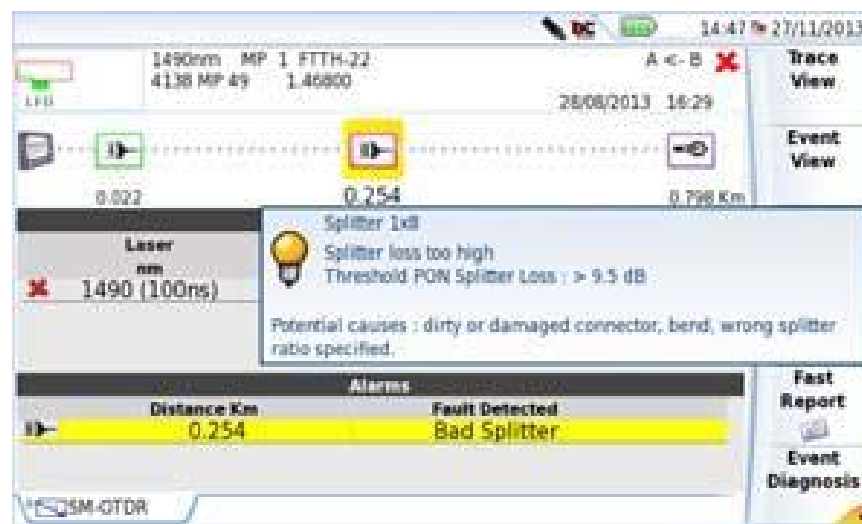 DC 14:47 27/11/2013
1490nm MP 1 FTTH-22
4138 MP 49 1.46800
A <- B
28/08/2013 16:29
Trace View
Event View
0.022
0.254
0.798 Km
Splitter 1x8
Splitter loss too high
Threshold PON Splitter Loss : > 9.5 dB
Potential causes : dirty or damaged connector, bend, wrong splitter
ratio specified.
Laser
nm
1490 (100ns)
Alarms
Distance Km Fault Detected
0.254 Bad Splitter
Fast Report
Event Diagnosis
SM-OTDR